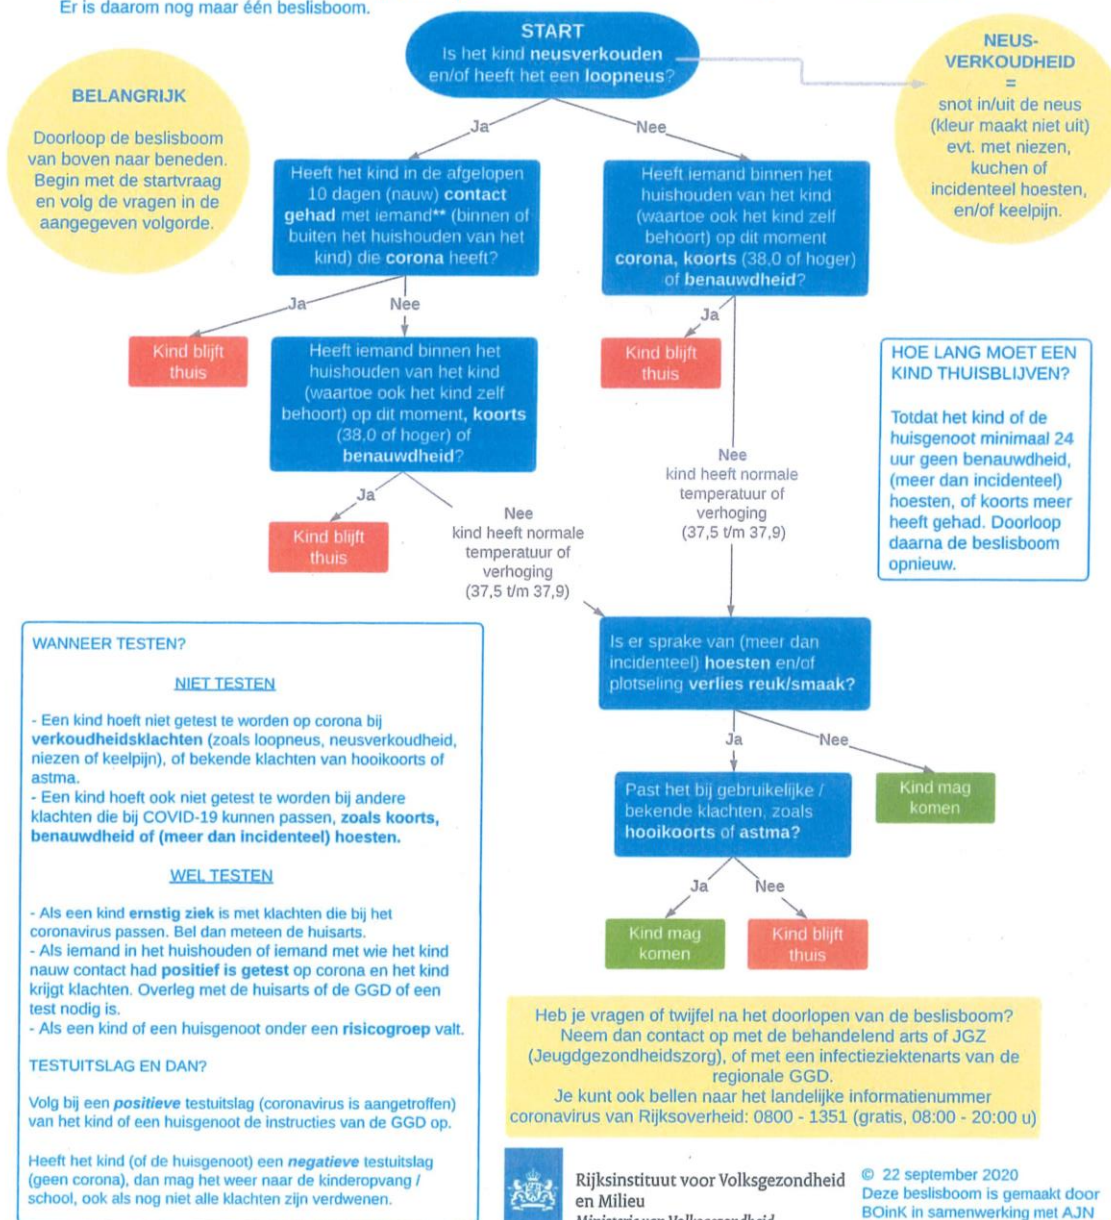 Er is daarom nog maar één beslisboom.
START
Is het kind neusverkouden
en/of heeft het een loopneus?
NEUS-
VERKOUDHEID
=
snot in/uit de neus
(kleur maakt niet uit)
evt. met niezen,
kuchen of
incidenteel hoesten,
en/of keelpijn.
BELANGRIJK
Doorloop de beslisboom
van boven naar beneden.
Begin met de startvraag
en volg de vragen in de
aangegeven volgorde.
Ja
Nee
Heeft het kind in de afgelopen
10 dagen (nauw) contact
gehad met iemand** (binnen of
buiten het huishouden van het
kind) die corona heeft?
Heeft iemand binnen het
huishouden van het kind
(waartoe ook het kind zelf
behoort) op dit moment
corona, koorts (38,0 of hoger)
of benauwdheid?
Ja
Nee
Ja
Kind blijft
thuis
Heeft iemand binnen het
huishouden van het kind
(waartoe ook het kind zelf
behoort) op dit moment, koorts
(38,0 of hoger) of
benauwdheid?
Kind blijft
thuis
HOE LANG MOET EEN
KIND THUISBLIJVEN?
Totdat het kind of de
huisgenoot minimaal 24
uur geen benauwdheid,
(meer dan incidenteel)
hoesten, of koorts meer
heeft gehad. Doorloop
daarna de beslisboom
opnieuw.
Ja
Kind blijft
thuis
Nee
kind heeft normale
temperatuur of
verhoging
(37,5 t/m 37,9)
Nee
kind heeft normale
temperatuur of
verhoging
(37,5 t/m 37,9)
Is er sprake van (meer dan
incidenteel) hoesten en/of
plotseling verlies reuk/smaak?
Ja
Nee
Past het bij gebruikelijke /
bekende klachten, zoals
hooikoorts of astma?
Kind mag
komen
Ja
Nee
Kind mag
komen
Kind blijft
thuis
WANNEER TESTEN?
NIET TESTEN
- Een kind hoeft niet getest te worden op corona bij
verkoudheidsklachten (zoals loopneus, neusverkoudheid,
niezen of keelpijn), of bekende klachten van hooikoorts of
astma.
- Een kind hoeft ook niet getest te worden bij andere
klachten die bij COVID-19 kunnen passen, zoals koorts,
benauwdheid of (meer dan incidenteel) hoesten.
WEL TESTEN
- Als een kind ernstig ziek is met klachten die bij het
coronavirus passen. Bel dan meteen de huisarts.
- Als iemand in het huishouden of iemand met wie het kind
nauw contact had positief is getest op corona en het kind
krijgt klachten. Overleg met de huisarts of de GGD of een
test nodig is.
- Als een kind of een huisgenoot onder een risicogroep valt.
TESTUITSLAG EN DAN?
Volg bij een positieve testuitslag (coronavirus is aangetroffen)
van het kind of een huisgenoot de instructies van de GGD op.
Heeft het kind (of de huisgenoot) een negatieve testuitslag
(geen corona), dan mag het weer naar de kinderopvang /
school, ook als nog niet alle klachten zijn verdwenen.
Heb je vragen of twijfel na het doorlopen van de beslisboom?
Neem dan contact op met de behandelend arts of JGZ
(Jeugdgezondheidszorg), of met een infectieziektenarts van de
regionale GGD.
Je kunt ook bellen naar het landelijke informatienummer
coronavirus van Rijksoverheid: 0800 - 1351 (gratis, 08:00 - 20:00 u)
Rijksinstituut voor Volksgezondheid
en Milieu
Ministerie van Volksgezondheid
© 22 september 2020
Deze beslisboom is gemaakt door
BOinK in samenwerking met AJN